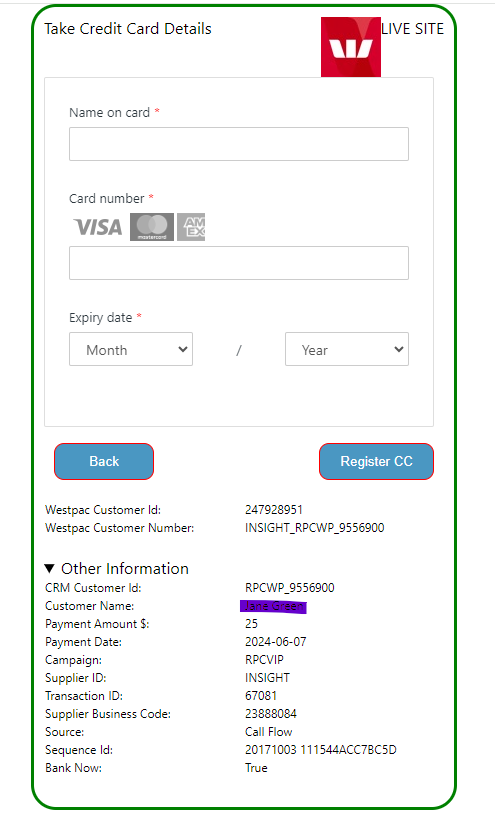 Take Credit Card Details
LIVE SITE
Name on card *
Card number *
VISA mastercard AM EX
Expiry date *
Month / Year
Back Register CC
Westpac Customer Id: 247928951
Westpac Customer Number: INSIGHT_RPCWP_9556900
▼ Other Information
CRM Customer Id: RPCWP_9556900
Customer Name:
Payment Amount $: 25
Payment Date: 2024-06-07
Campaign: RPCVIP
Supplier ID: INSIGHT
Transaction ID: 67081
Supplier Business Code: 23888084
Source: Call Flow
Sequence Id: 20171003 111544ACC7BC5D
Bank Now: True